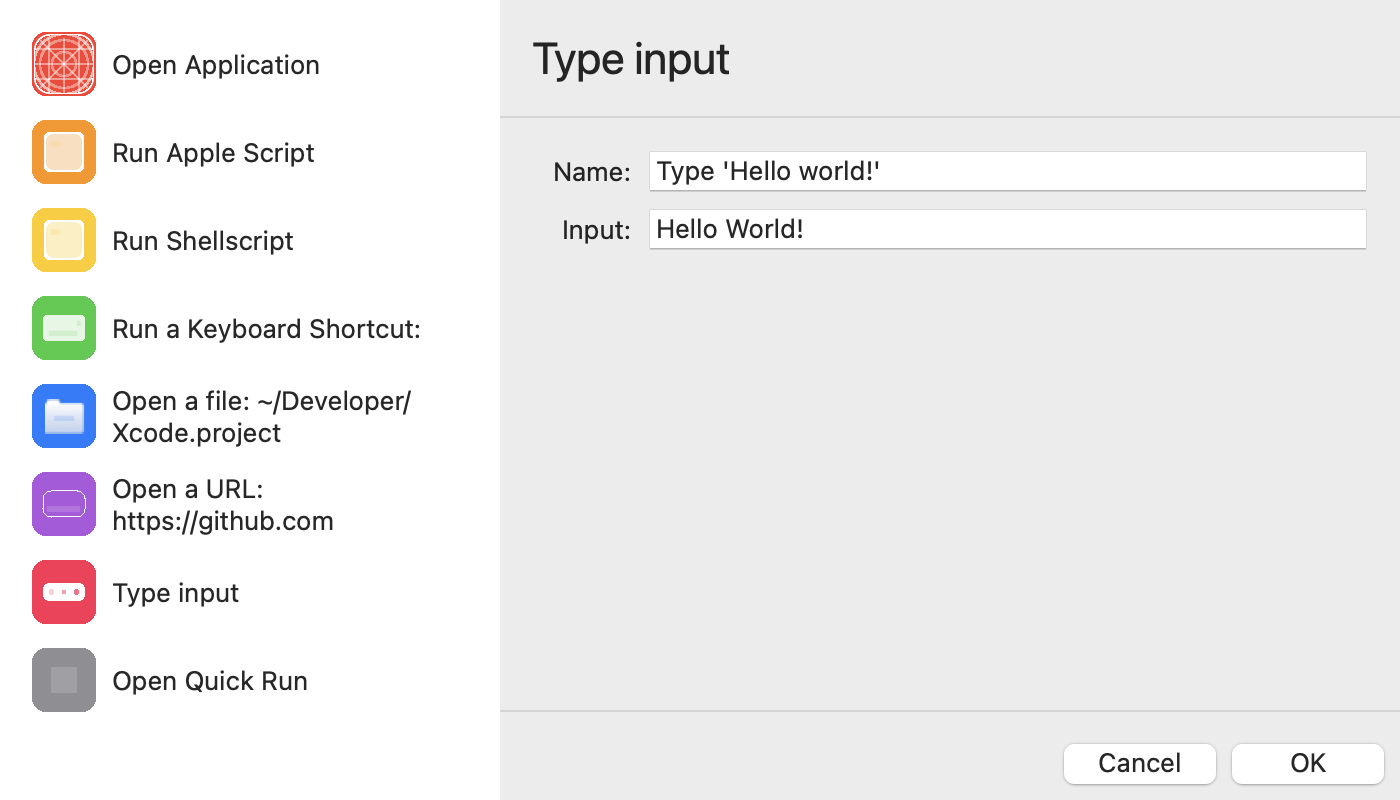 Open Application
Run Apple Script
Run Shellscript
Run a Keyboard Shortcut:
Open a file: ~/Developer/
Xcode.project
Open a URL:
https://github.com
Type input
Open Quick Run
Type input
Name: Type 'Hello world!'
Input: Hello World!
Cancel OK